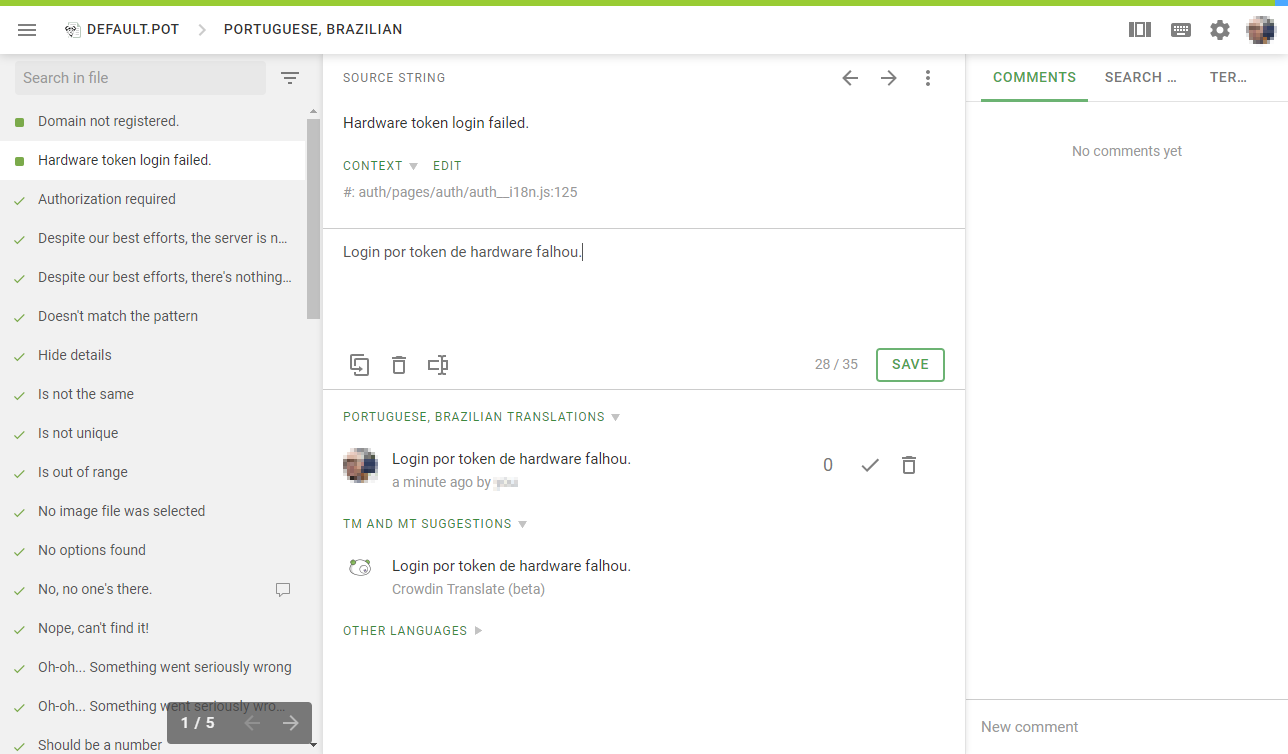 DEFAULT.POT
PORTUGUESE, BRAZILIAN
Search in file
Domain not registered.
Hardware token login failed.
Authorization required
Despite our best efforts, the server is n...
Despite our best efforts, there's nothing...
Doesn't match the pattern
Hide details
Is not the same
Is not unique
Is out of range
No image file was selected
No options found
No, no one's there.
Nope, can't find it!
Oh-oh... Something went seriously wrong
Oh-oh... Something went seriously wro...
Should be a number
1 / 5
SOURCE STRING
Hardware token login failed.
CONTEXT EDIT
#: auth/pages/auth/auth__i18n.js:125
Login por token de hardware falhou.
28 / 35 SAVE
PORTUGUESE, BRAZILIAN TRANSLATIONS
Login por token de hardware falhou.
0
a minute ago by
TM AND MT SUGGESTIONS
Login por token de hardware falhou.
Crowdin Translate (beta)
OTHER LANGUAGES
COMMENTS SEARCH ... TER...
No comments yet
New comment